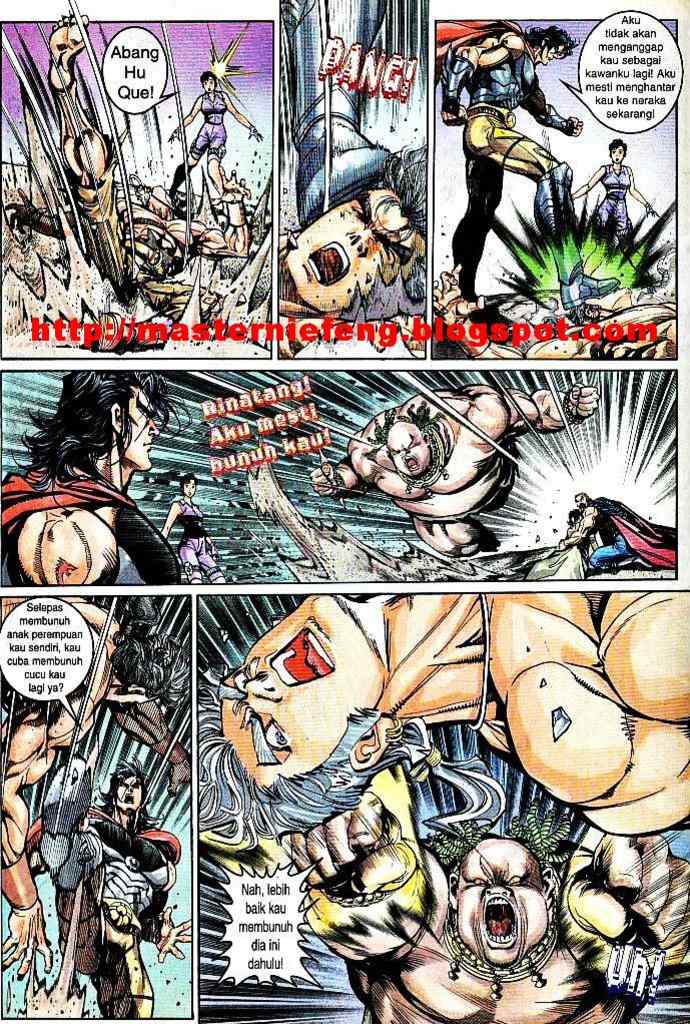 Abang
Hu
Que!
DANG!
Aku
tidak akan
menganggap
kau sebagai
kawanku lagi! Aku
mesti menghantar
kau ke neraka
sekarang!
http://masterniefeng.blogspot.com
Binatang!
Aku mesti
bunuh kau!
Selepas
membunuh
anak perempuan
kau sendiri, kau
cuba membunuh
cucu kau
lagi ya?
Nah, lebih
baik kau
membunuh
dia ini
dahulu!
Uh!